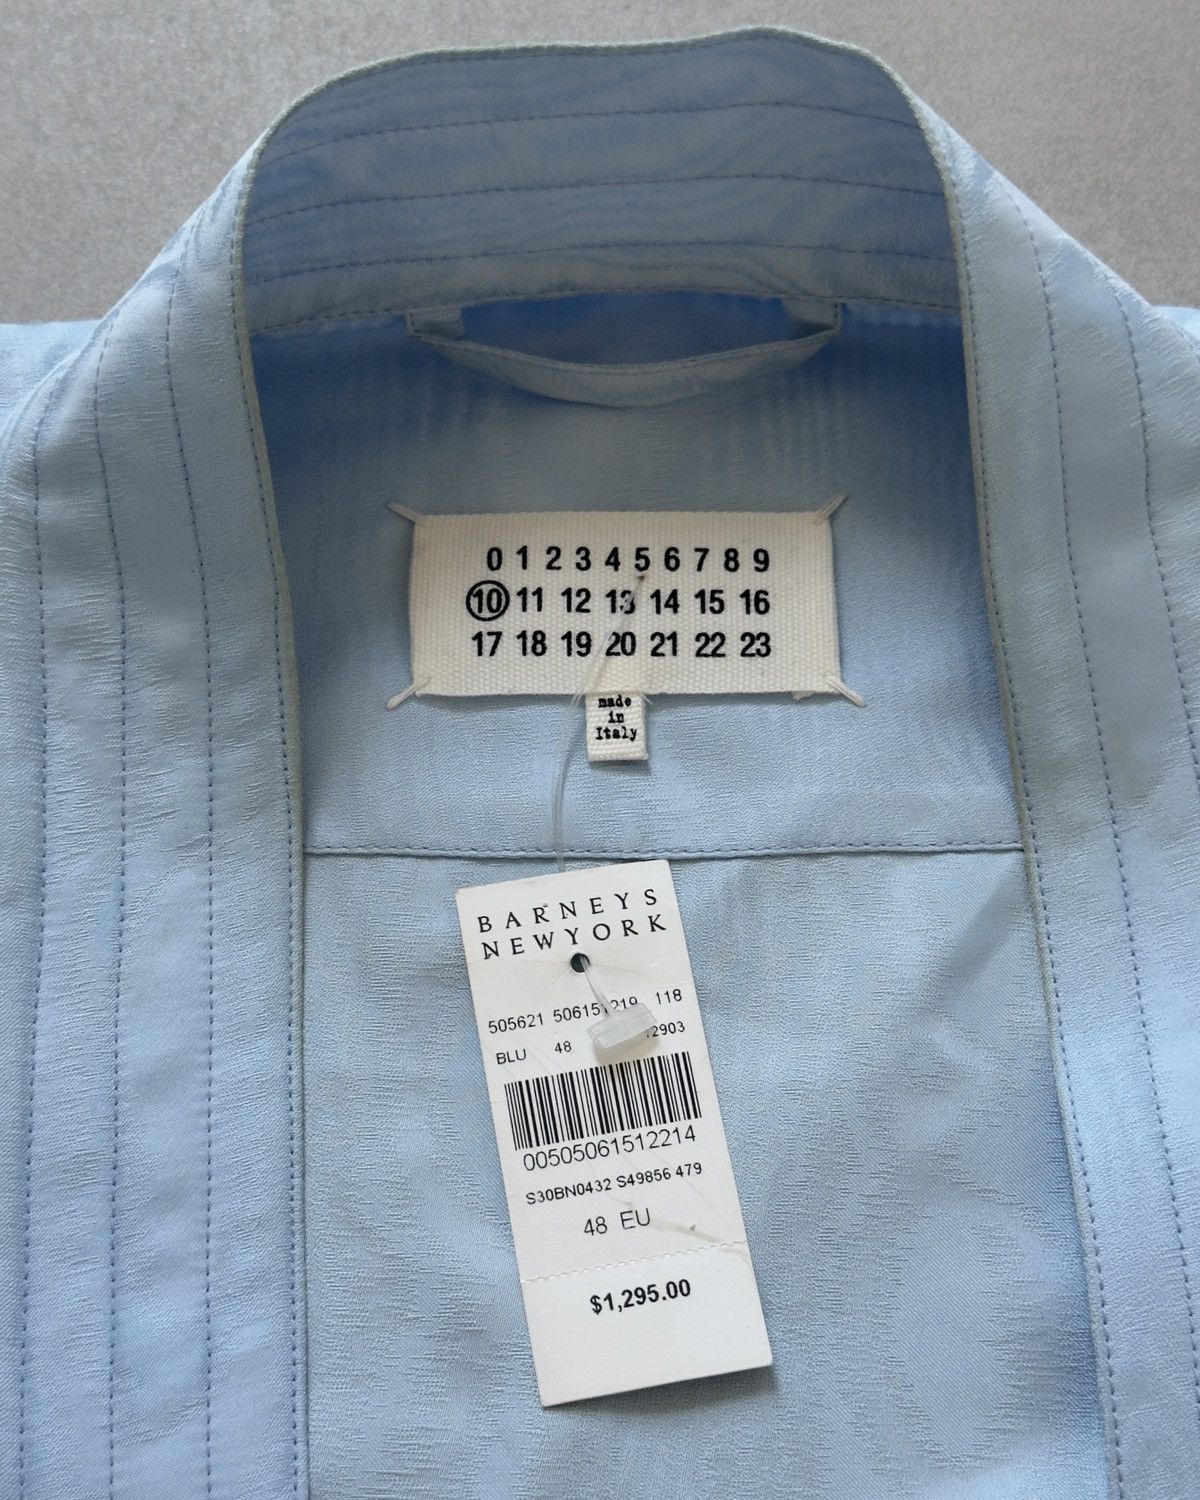 0 1 2 3 4 5 6 7 8 9
10 11 12 13 14 15 16
17 18 19 20 21 22 23
made
in
Italy
BARNEYS
NEWYORK
505621 118
BLU 48
00505061512214
S30BN0432 S49856 479
48 EU
$1,295.00